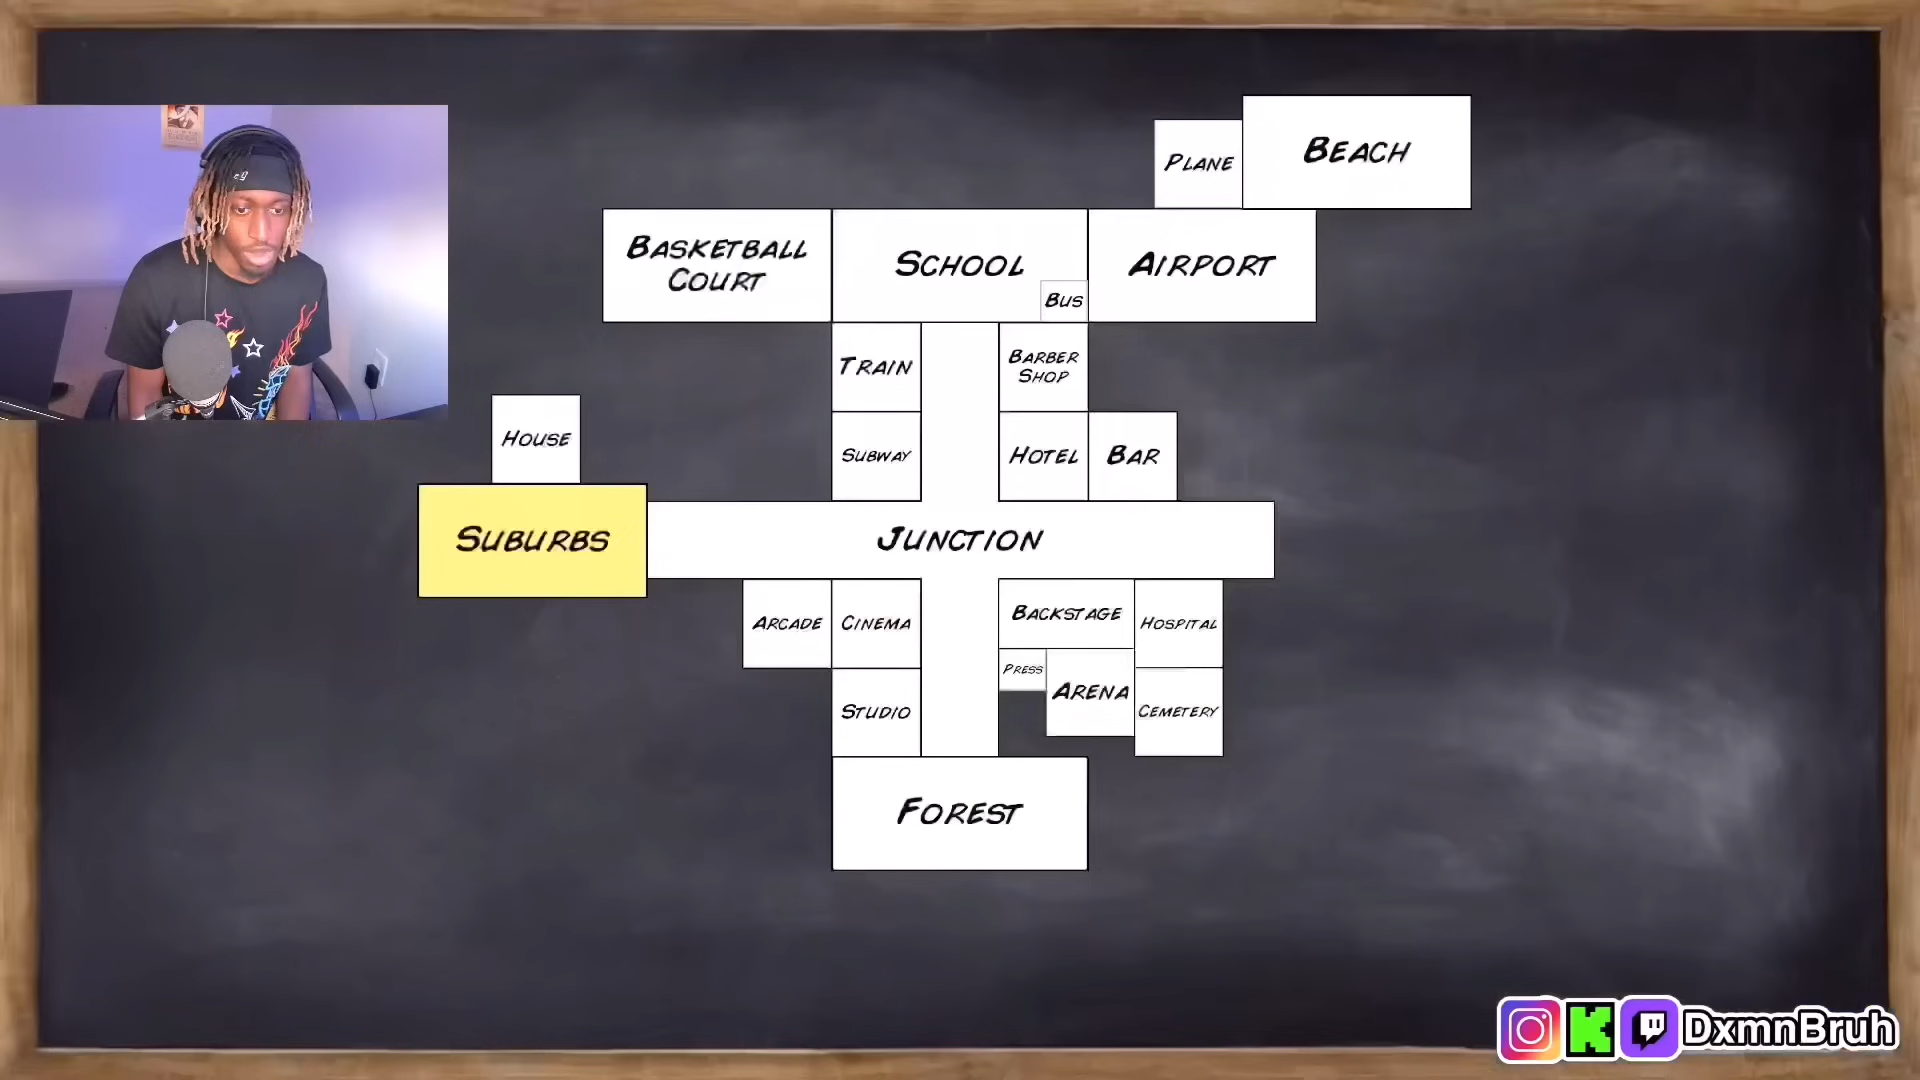 Plane
Beach
Basketball
Court
School
Airport
Bus
Train
Barber
Shop
House
Subway
Hotel
Bar
Suburbs
Junction
Arcade
Cinema
Backstage
Hospital
Press
Arena
Studio
Cemetery
Forest
DxmnBruh